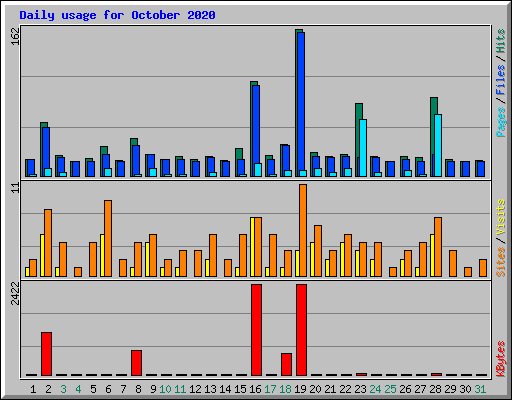 Daily usage for October 2020
162
Pages / Files / Hits
11
Sites / Visits
2422
KBytes
1 2 3 4 5 6 7 8 9 10 11 12 13 14 15 16 17 18 19 20 21 22 23 24 25 26 27 28 29 30 31